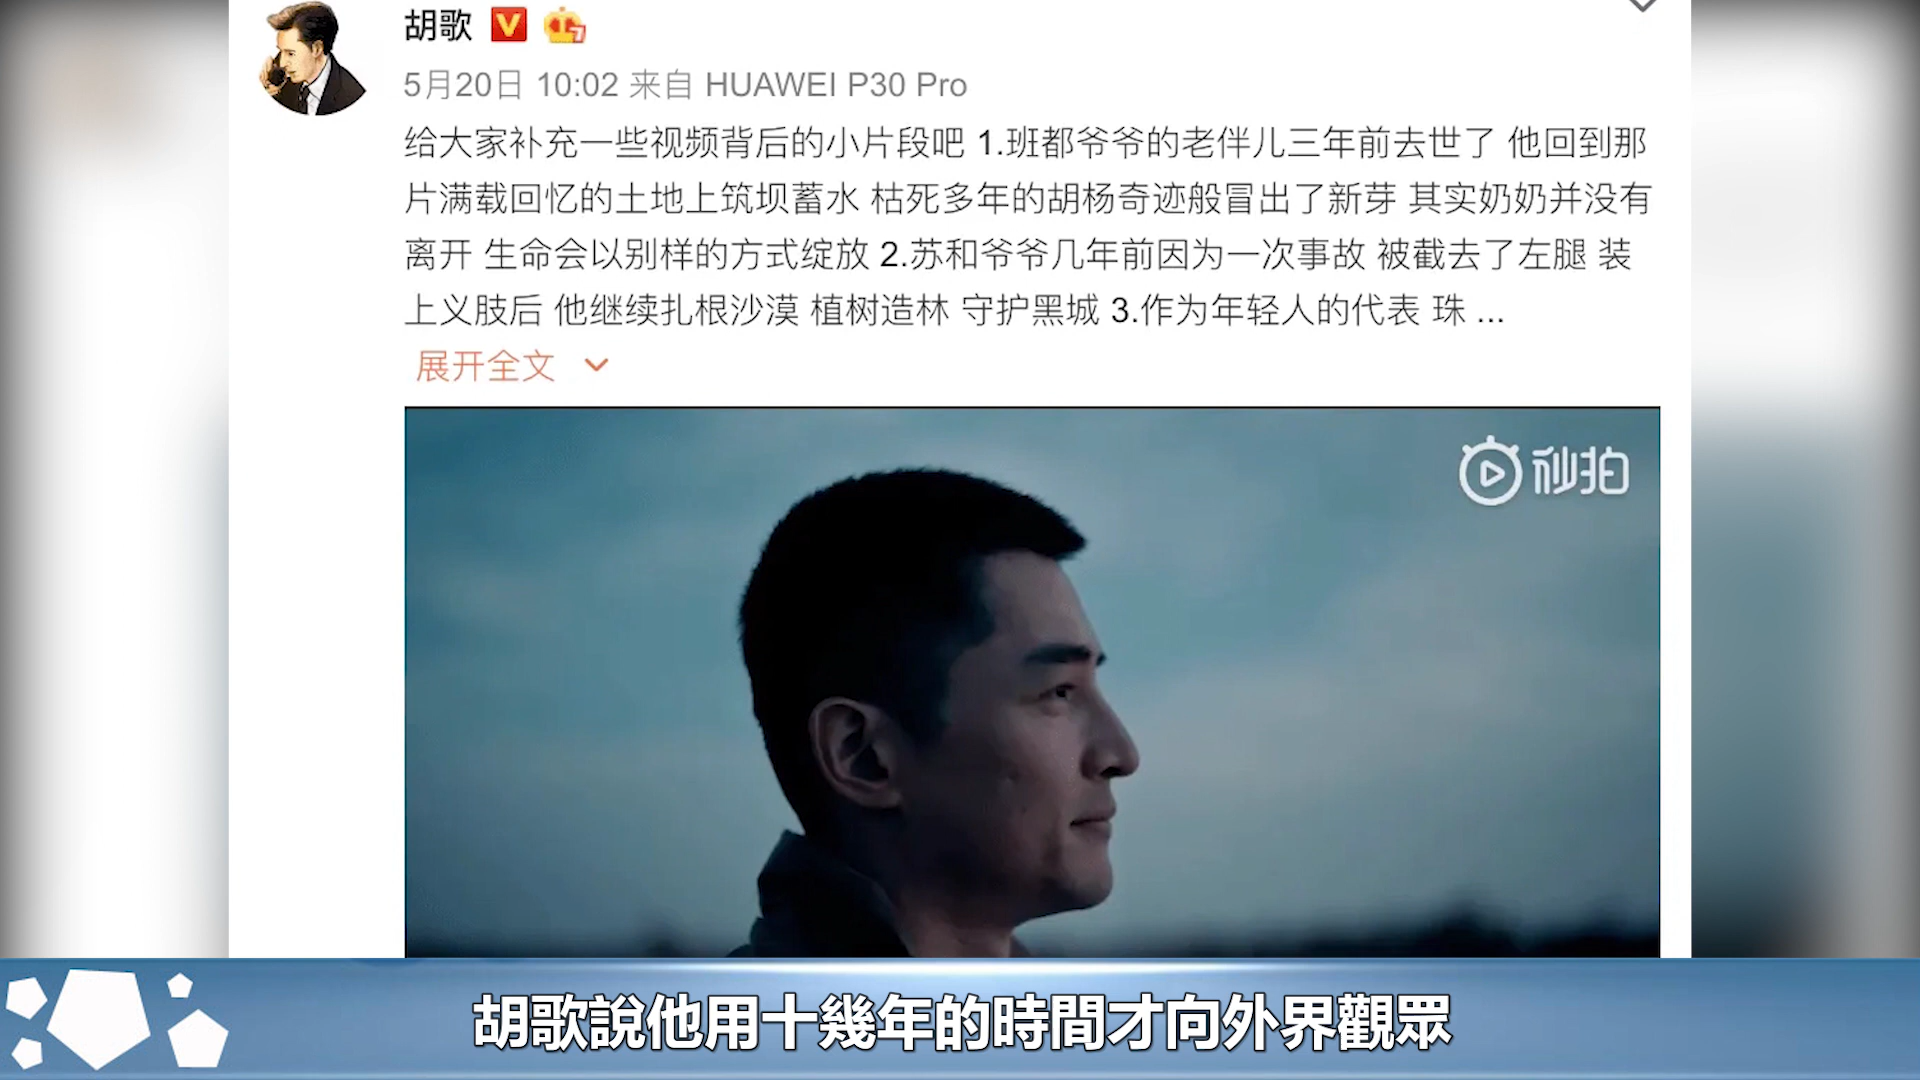 胡歌 V 7
5月20日 10:02 来自 HUAWEI P30 Pro
给大家补充一些视频背后的小片段吧 1.班都爷爷的老伴儿三年前去世了 他回到那
片满载回忆的土地上筑坝蓄水 枯死多年的胡杨奇迹般冒出了新芽 其实奶奶并没有
离开 生命会以别样的方式绽放 2.苏和爷爷几年前因为一次事故 被截去了左腿 装
上义肢后 他继续扎根沙漠 植树造林 守护黑城 3.作为年轻人的代表 珠 ...
展开全文
秒拍
胡歌說他用十幾年的時間才向外界觀眾